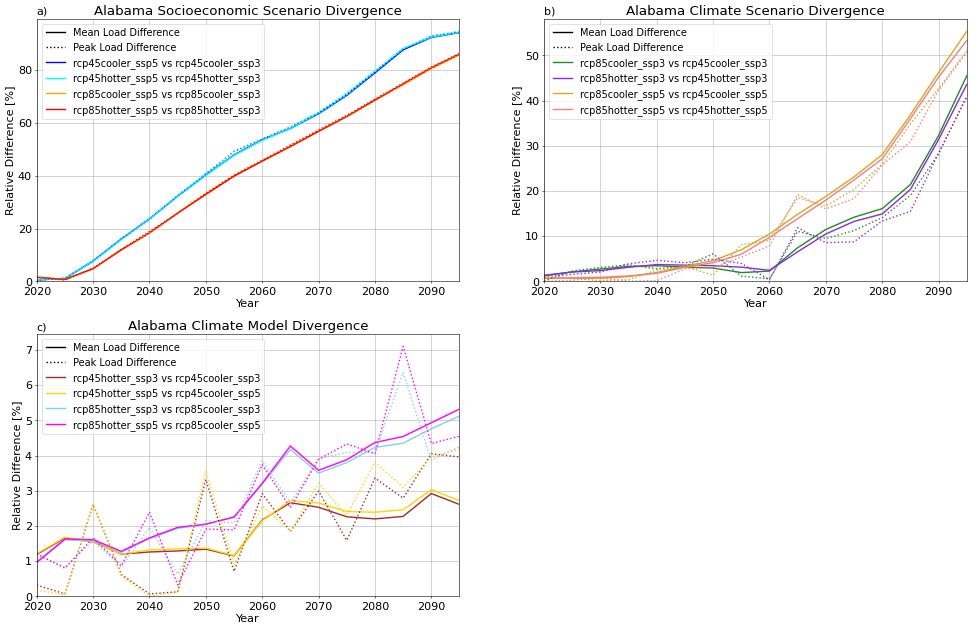 a)
Alabama Socioeconomic Scenario Divergence
Mean Load Difference
Peak Load Difference
rcp45cooler_ssp5 vs rcp45cooler_ssp3
rcp45hotter_ssp5 vs rcp45hotter_ssp3
rcp85cooler_ssp5 vs rcp85cooler_ssp3
rcp85hotter_ssp5 vs rcp85hotter_ssp3
Relative Difference [%]
80
60
40
20
0
2020 2030 2040 2050 2060 2070 2080 2090
Year
b)
Alabama Climate Scenario Divergence
Mean Load Difference
Peak Load Difference
rcp85cooler_ssp3 vs rcp45cooler_ssp3
rcp85hotter_ssp3 vs rcp45hotter_ssp3
rcp85cooler_ssp5 vs rcp45cooler_ssp5
rcp85hotter_ssp5 vs rcp45hotter_ssp5
Relative Difference [%]
50
40
30
20
10
0
2020 2030 2040 2050 2060 2070 2080 2090
Year
c)
Alabama Climate Model Divergence
Mean Load Difference
Peak Load Difference
rcp45hotter_ssp3 vs rcp45cooler_ssp3
rcp45hotter_ssp5 vs rcp45cooler_ssp5
rcp85hotter_ssp3 vs rcp85cooler_ssp3
rcp85hotter_ssp5 vs rcp85cooler_ssp5
Relative Difference [%]
7
6
5
4
3
2
1
0
2020 2030 2040 2050 2060 2070 2080 2090
Year